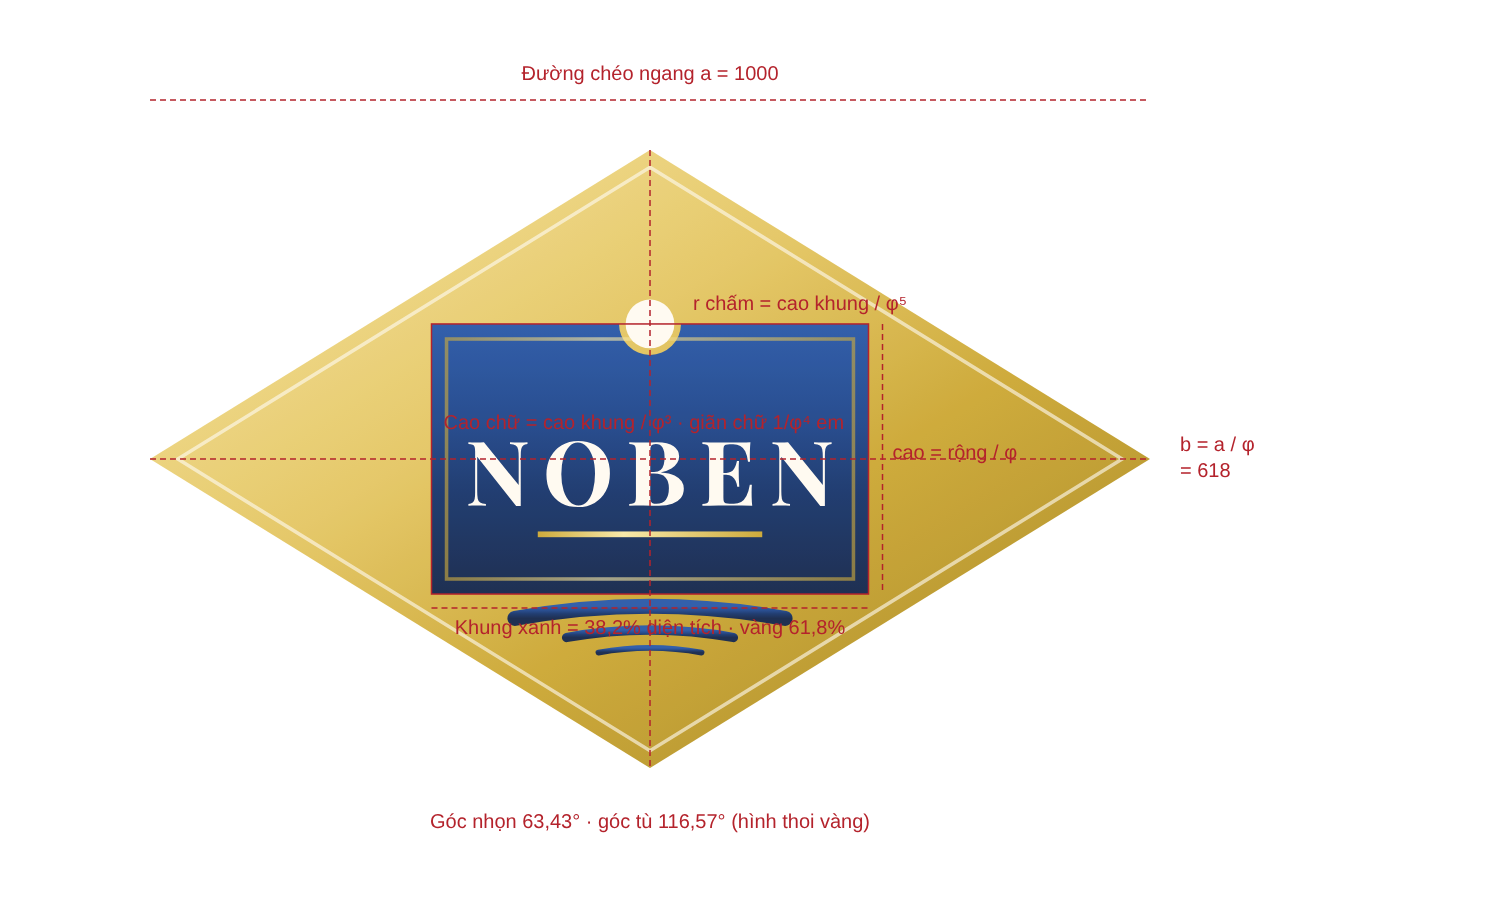 Đường chéo ngang a = 1000
r chấm = cao khung / φ⁵
Cao chữ = cao khung / φ³ · giãn chữ 1/φ⁴ em
NOBEN
cao = rộng / φ
b = a / φ
= 618
Khung xanh = 38,2% diện tích · vàng 61,8%
Góc nhọn 63,43° · góc tù 116,57° (hình thoi vàng)